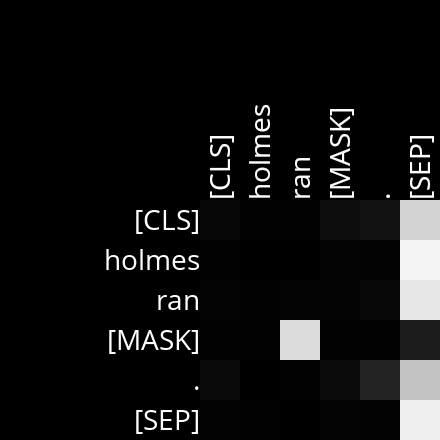 [CLS]
holmes
ran
[MASK]
.
[SEP]
[CLS]
holmes
ran
[MASK]
.
[SEP]